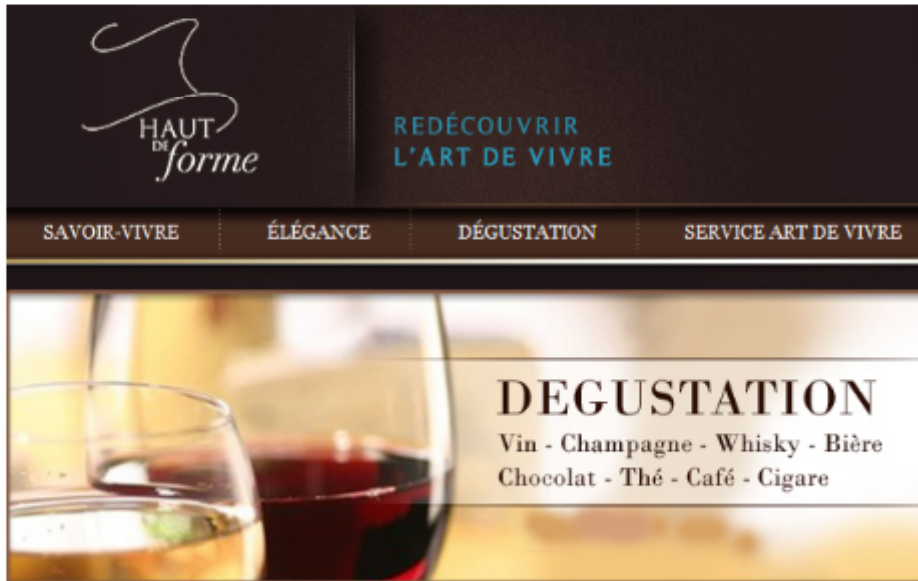 HAUT
DE
forme
REDÉCOUVRIR
L'ART DE VIVRE
SAVOIR-VIVRE
ÉLÉGANCE
DÉGUSTATION
SERVICE ART DE VIVRE
DEGUSTATION
Vin - Champagne - Whisky - Bière
Chocolat - Thé - Café - Cigare